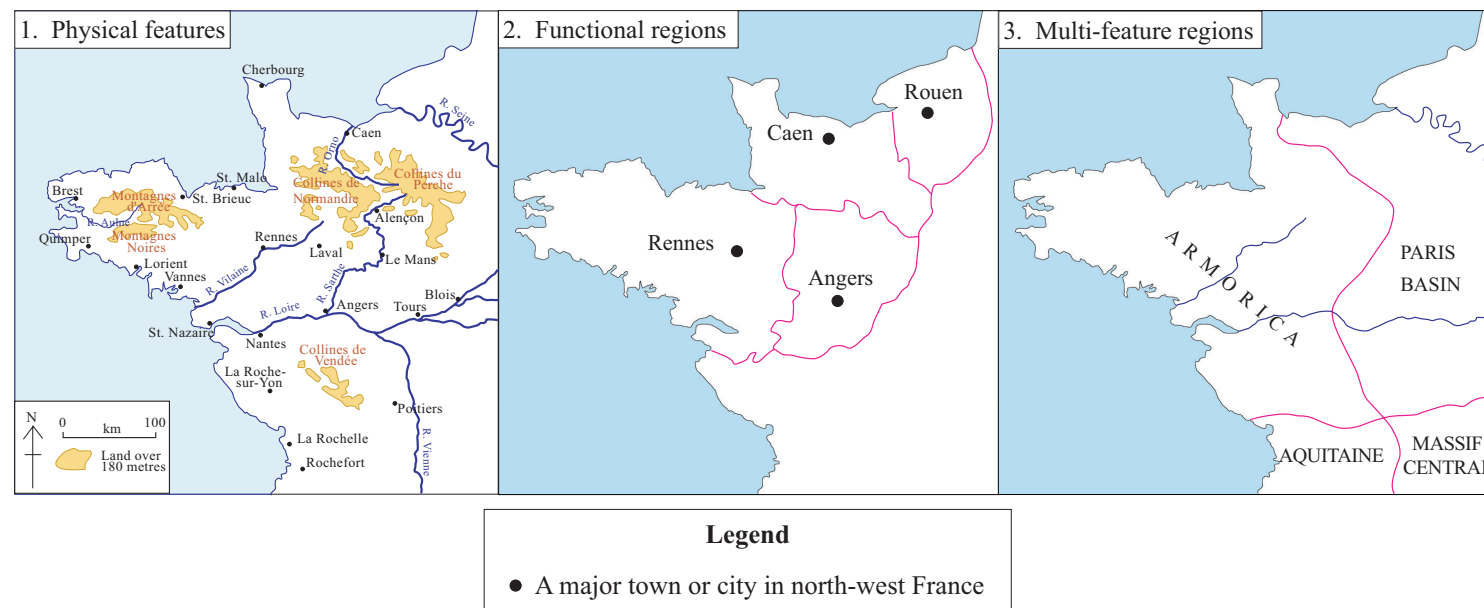 1. Physical features
Cherbourg
R. Seine
Caen
R. Orno
Collines du
Perche
St. Malo
Collines de
Normandie
Brest
Montagnes
d'Arrée
St. Brieuc
Alençon
R. Aulne
Montagnes
Noires
Quimper
Rennes
Laval
Le Mans
Lorient
Vannes
R. Vilaine
R. Sarthe
Blois
R. Loire
Angers
Tours
St. Nazaire
Nantes
Collines de
Vendée
La Roche-
sur-Yon
Poitiers
R. Vienne
La Rochelle
Rochefort
N
0 100
km
Land over
180 metres
2. Functional regions
Rouen
Caen
Rennes
Angers
3. Multi-feature regions
ARMORICA
PARIS
BASIN
AQUITAINE
MASSIF
CENTRAL
Legend
A major town or city in north-west France